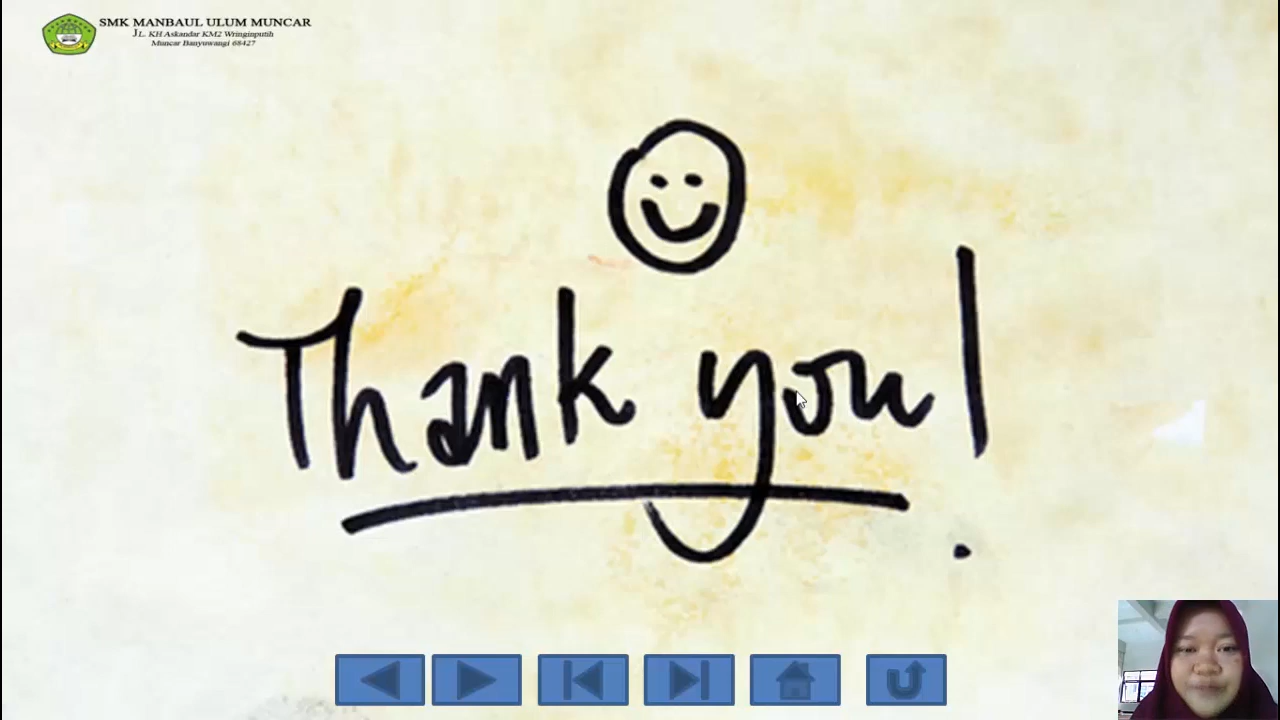 SMK MANBAUL ULUM MUNCAR
JL. KH Askandar KM2 Wringinputih
Muncar Banyuwangi 68427
Thank you!